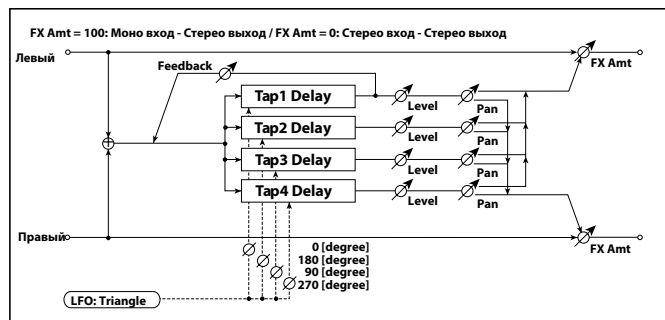 FX Amt = 100: Моно вход - Стерео выход / FX Amt = 0: Стерео вход - Стерео выход
Левый
FX Amt
Feedback
Tap1 Delay
Level
Pan
Tap2 Delay
Level
Pan
Tap3 Delay
Level
Pan
Tap4 Delay
Level
Pan
Правый
FX Amt
0 [degree]
180 [degree]
90 [degree]
270 [degree]
LFO: Triangle